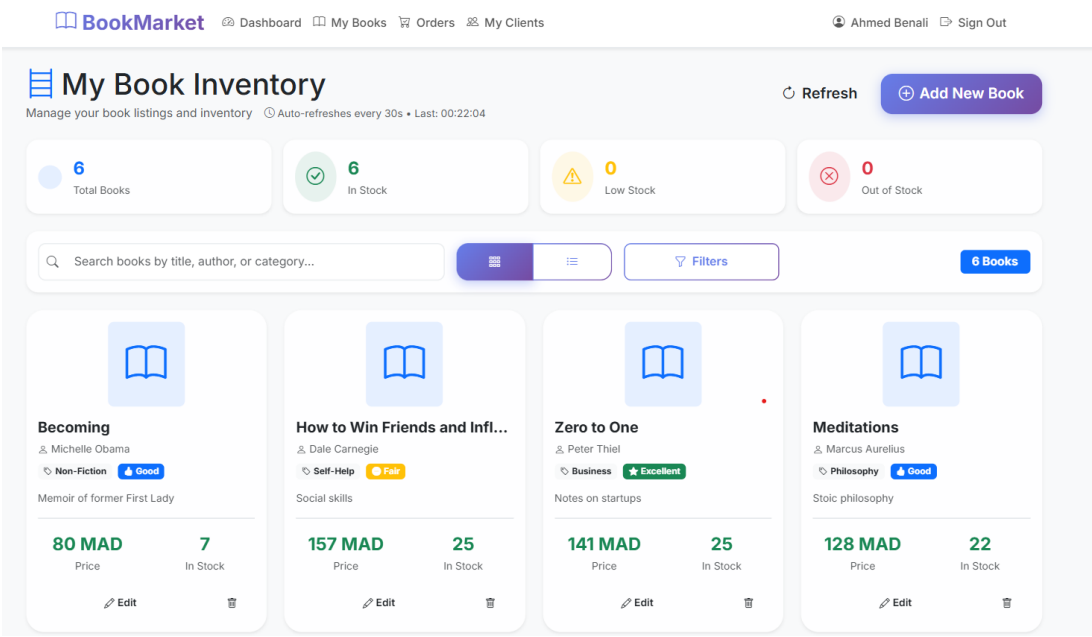 BookMarket Dashboard My Books Orders My Clients Ahmed Benali Sign Out
My Book Inventory
Refresh
Add New Book
Manage your book listings and inventory Auto-refreshes every 30s • Last: 00:22:04
6
Total Books
6
In Stock
0
Low Stock
0
Out of Stock
Search books by title, author, or category...
Filters
6 Books
Becoming
Michelle Obama
Non-Fiction Good
Memoir of former First Lady
80 MAD 7
Price In Stock
Edit
How to Win Friends and Infl...
Dale Carnegie
Self-Help Fair
Social skills
157 MAD 25
Price In Stock
Edit
Zero to One
Peter Thiel
Business Excellent
Notes on startups
141 MAD 25
Price In Stock
Edit
Meditations
Marcus Aurelius
Philosophy Good
Stoic philosophy
128 MAD 22
Price In Stock
Edit